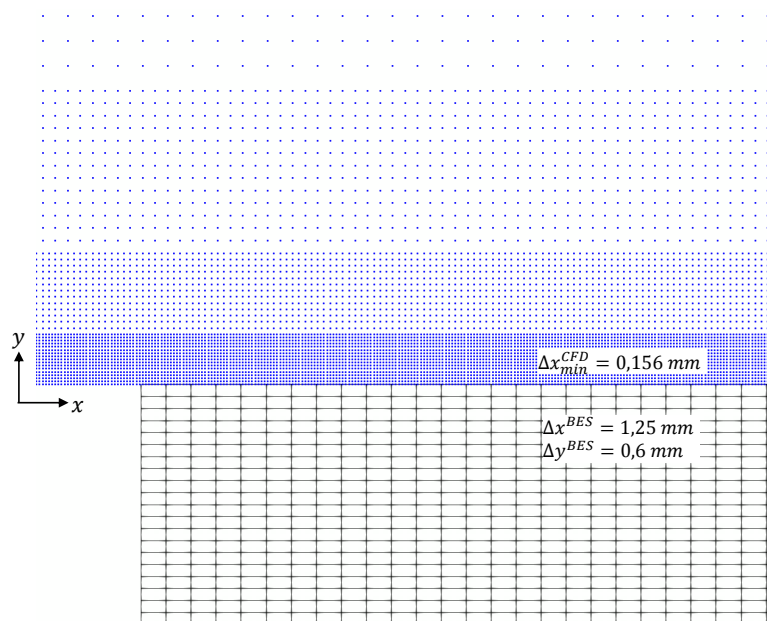 y
x
Δx_min^CFD = 0,156 mm
Δx^BES = 1,25 mm
Δy^BES = 0,6 mm